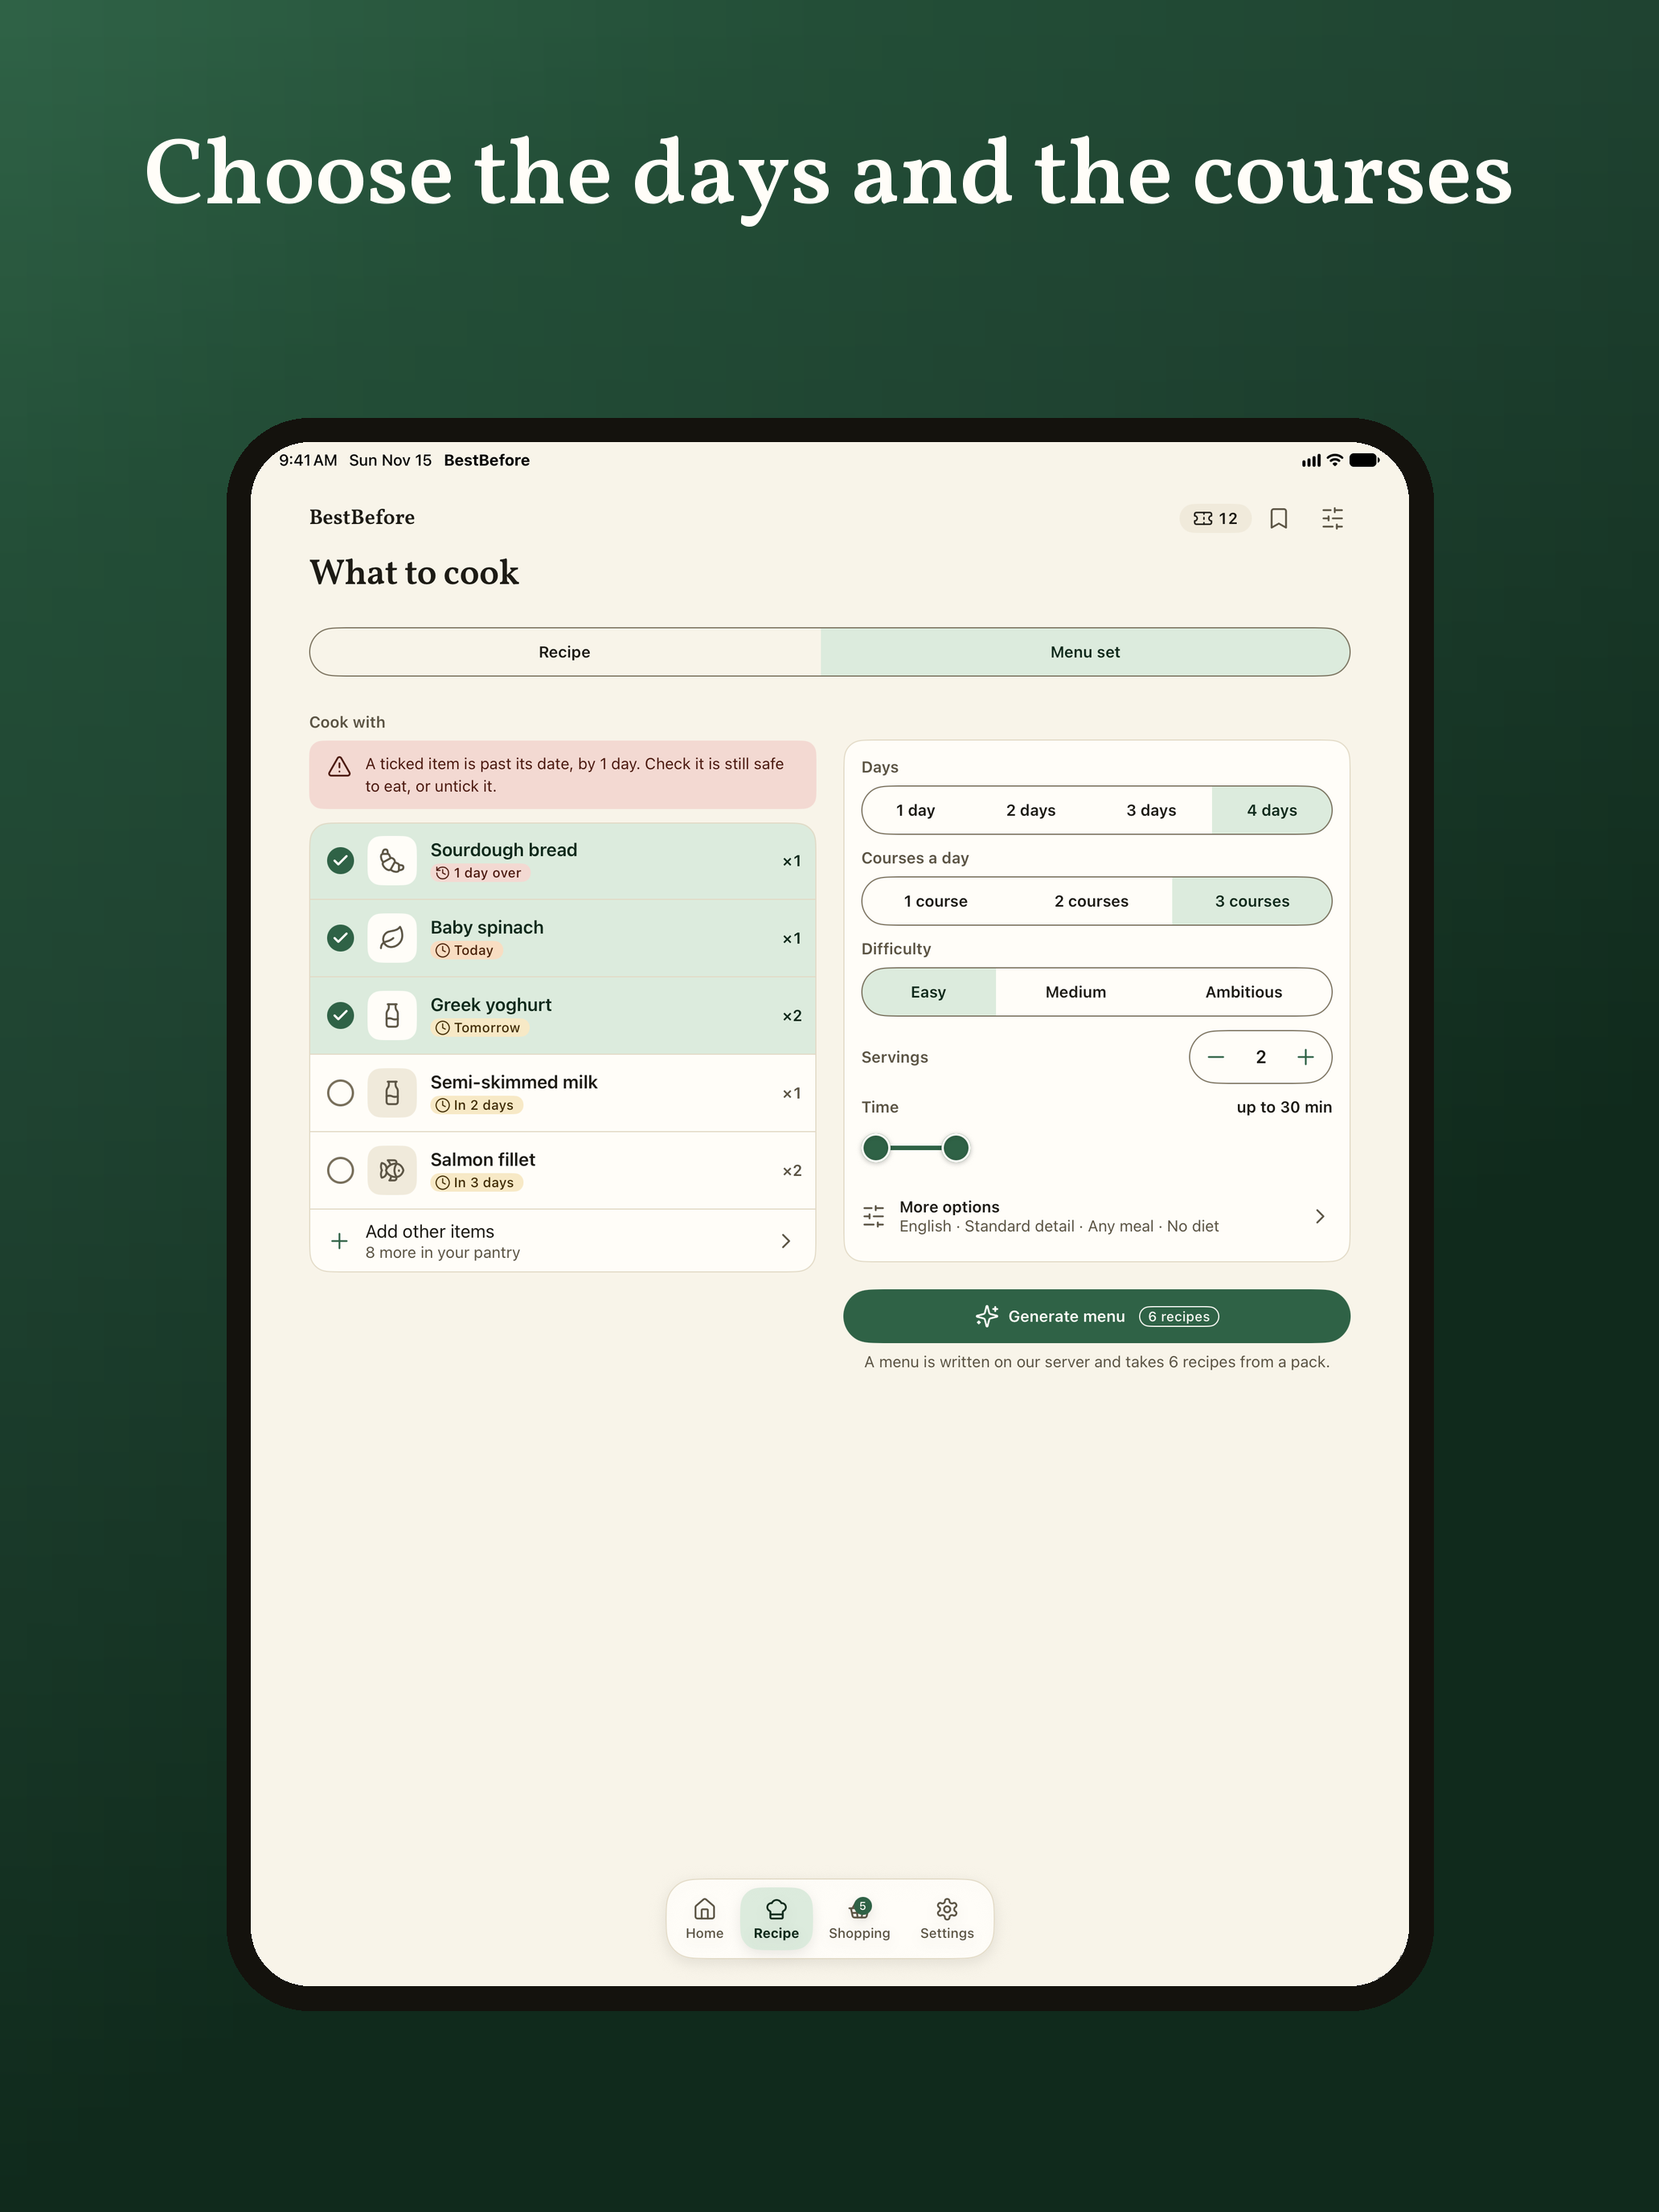 Choose the days and the courses
9:41 AM Sun Nov 15 BestBefore
BestBefore
12
What to cook
Recipe
Menu set
Cook with
A ticked item is past its date, by 1 day. Check it is still safe
to eat, or untick it.
Sourdough bread
1 day over
×1
Baby spinach
Today
×1
Greek yoghurt
Tomorrow
×2
Semi-skimmed milk
In 2 days
×1
Salmon fillet
In 3 days
×2
Add other items
8 more in your pantry
Days
1 day
2 days
3 days
4 days
Courses a day
1 course
2 courses
3 courses
Difficulty
Easy
Medium
Ambitious
Servings
2
Time
up to 30 min
More options
English · Standard detail · Any meal · No diet
Generate menu
6 recipes
A menu is written on our server and takes 6 recipes from a pack.
Home
Recipe
5
Shopping
Settings